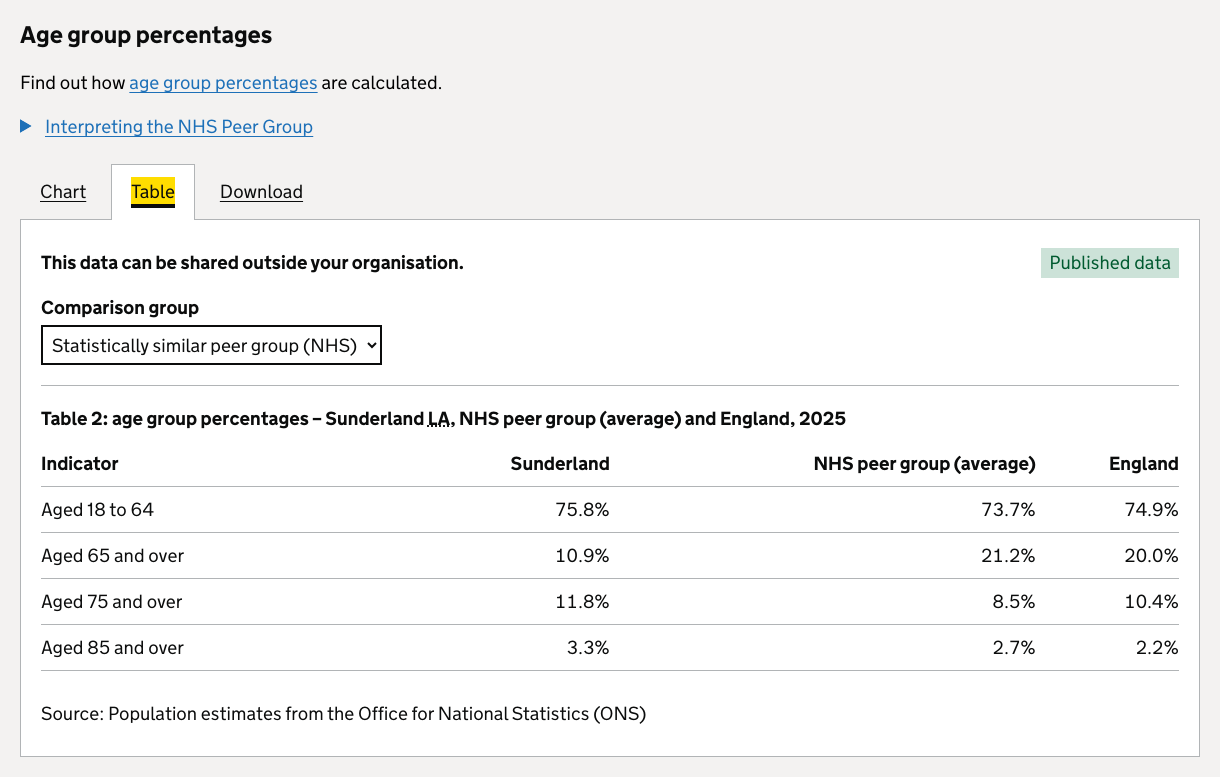 Age group percentages
Find out how age group percentages are calculated.
Interpreting the NHS Peer Group
Chart Table Download
This data can be shared outside your organisation. Published data
Comparison group
Statistically similar peer group (NHS)
Table 2: age group percentages – Sunderland LA, NHS peer group (average) and England, 2025
Indicator Sunderland NHS peer group (average) England
Aged 18 to 64 75.8% 73.7% 74.9%
Aged 65 and over 10.9% 21.2% 20.0%
Aged 75 and over 11.8% 8.5% 10.4%
Aged 85 and over 3.3% 2.7% 2.2%
Source: Population estimates from the Office for National Statistics (ONS)